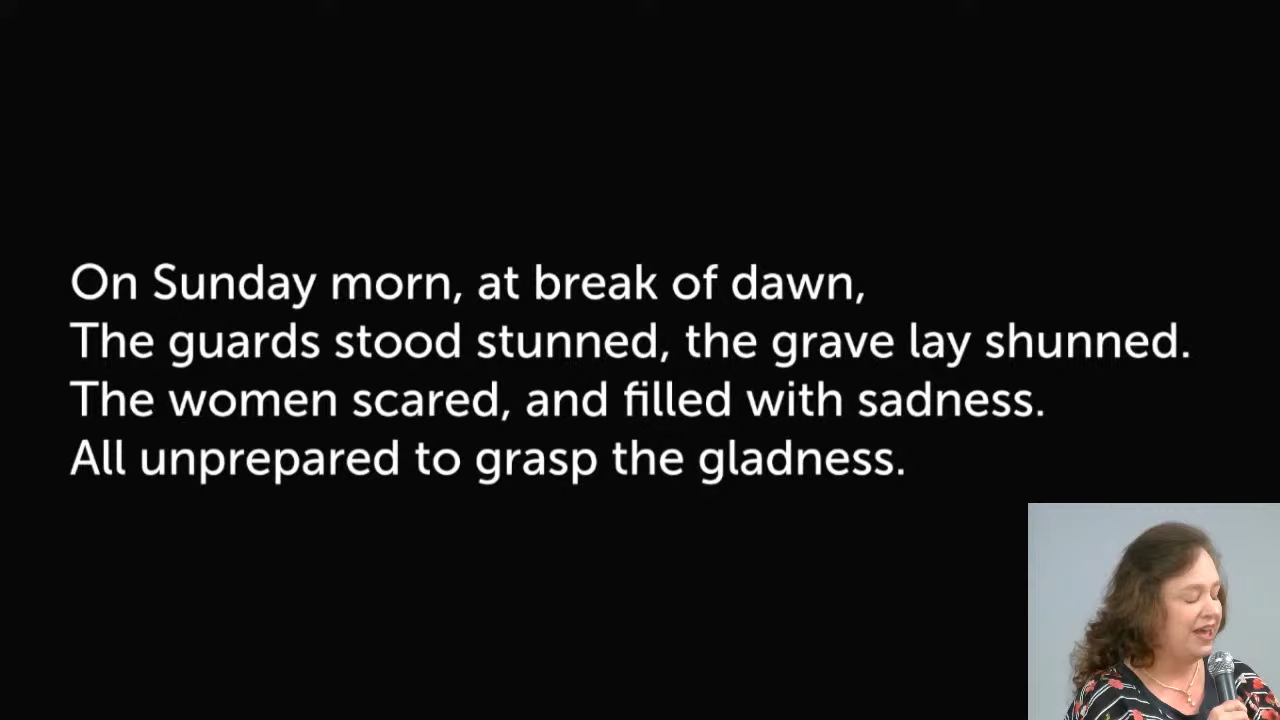 On Sunday morn, at break of dawn,
The guards stood stunned, the grave lay shunned.
The women scared, and filled with sadness.
All unprepared to grasp the gladness.